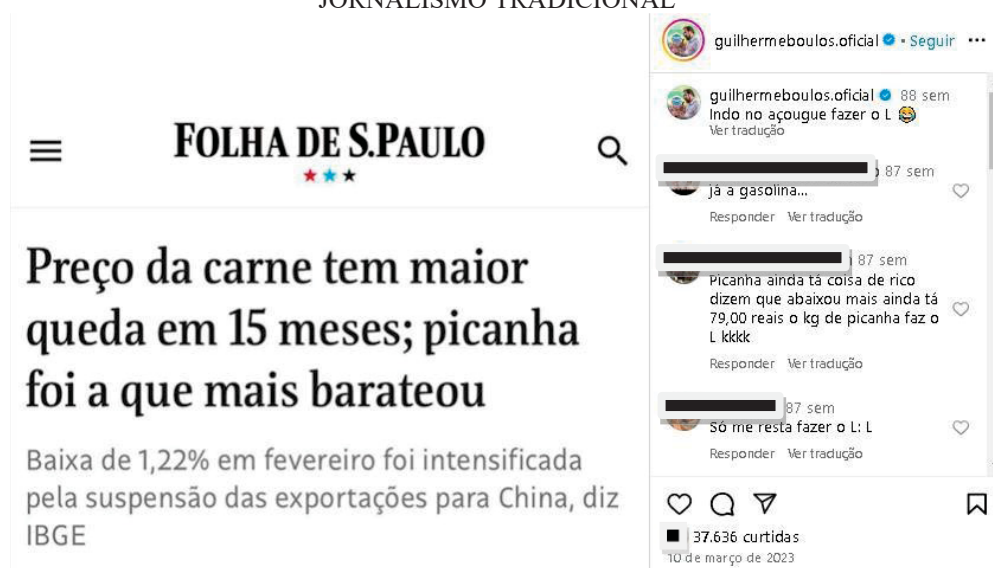 JORNALISMO TRADICIONAL
FOLHA DE S.PAULO
Preço da carne tem maior
queda em 15 meses; picanha
foi a que mais barateou
Baixa de 1,22% em fevereiro foi intensificada
pela suspensão das exportações para China, diz
IBGE
guilhermeboulos.oficial • Seguir
guilhermeboulos.oficial 88 sem
Indo no açougue fazer o L 😂
Ver tradução
87 sem
já a gasolina...
Responder Ver tradução
87 sem
Picanha ainda tá coisa de rico
dizem que abaixou mais ainda tá
79,00 reais o kg de picanha faz o
L kkkk
Responder Ver tradução
87 sem
Só me resta fazer o L: L
Responder Ver tradução
37.636 curtidas
10 de março de 2023